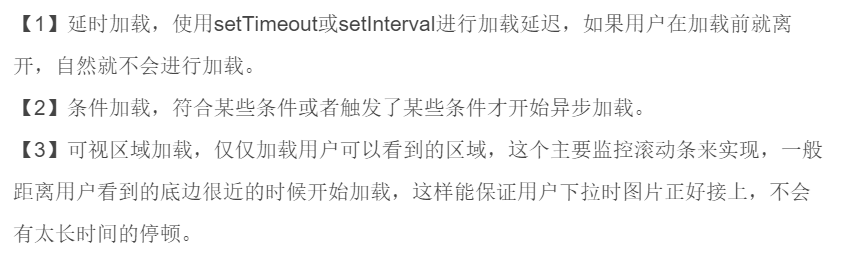 【1】延时加载，使用setTimeout或setInterval进行加载延迟，如果用户在加载前就离
开，自然就不会进行加载。
【2】条件加载，符合某些条件或者触发了某些条件才开始异步加载。
【3】可视区域加载，仅仅加载用户可以看到的区域，这个主要监控滚动条来实现，一般
距离用户看到的底边很近的时候开始加载，这样能保证用户下拉时图片正好接上，不会
有太长时间的停顿。